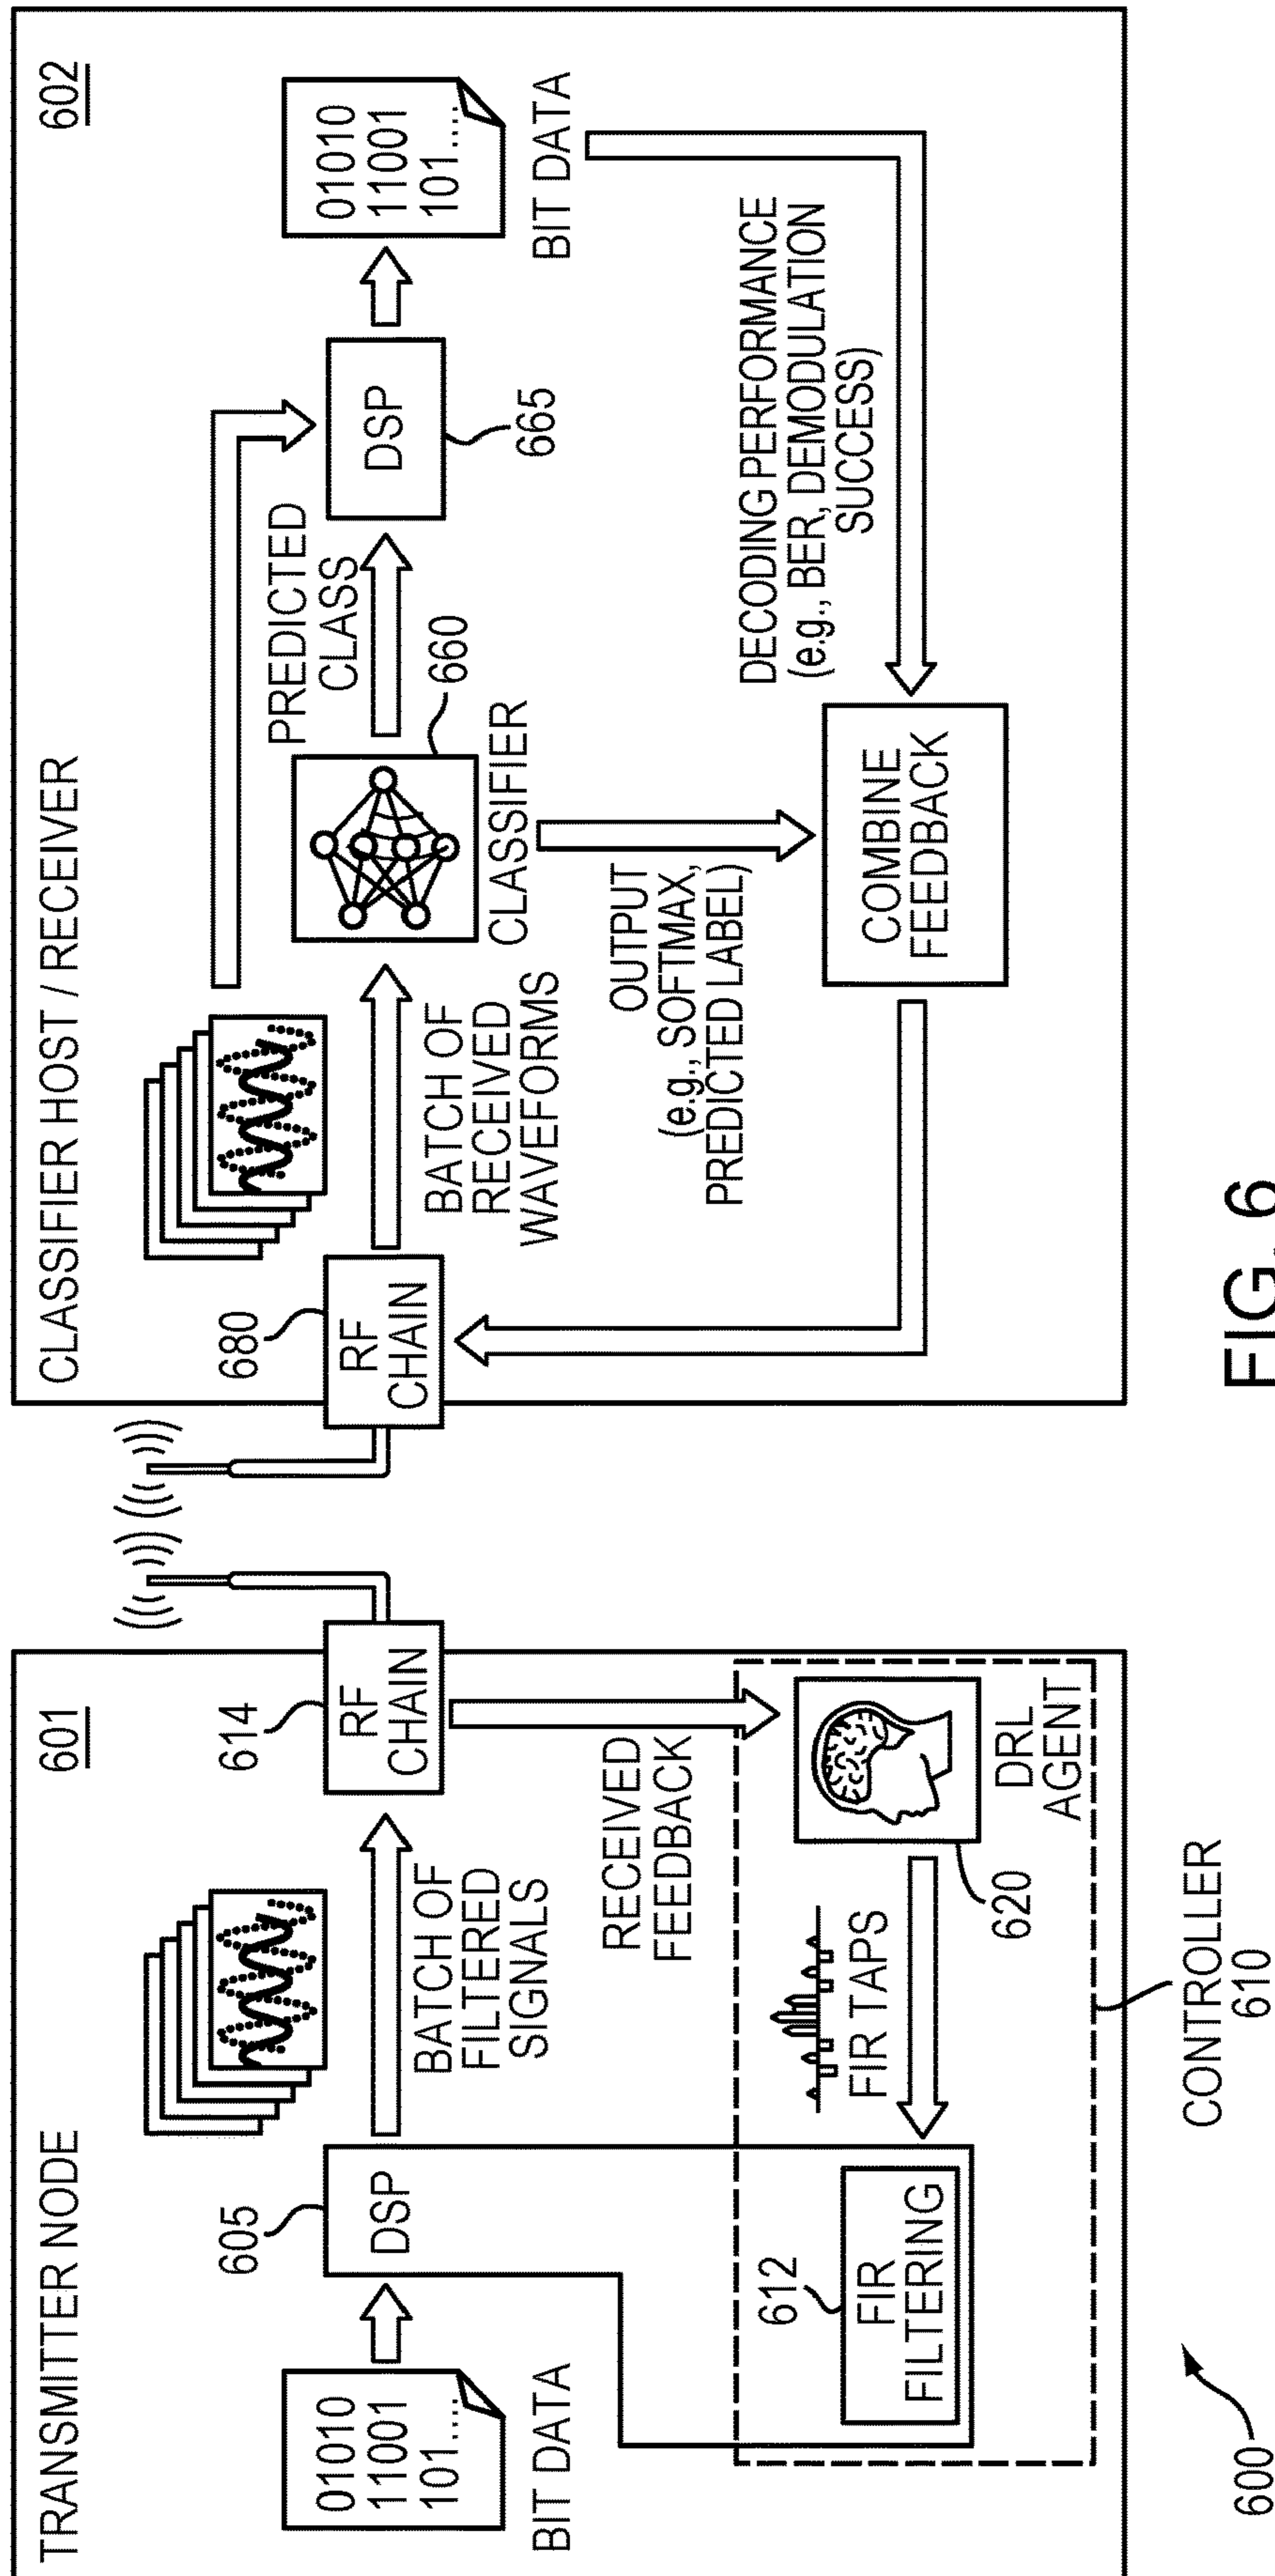 TRANSMITTER NODE
601
01010
11001
101....
BIT DATA
605
DSP
BATCH OF
FILTERED
SIGNALS
614
RF
CHAIN
RECEIVED
FEEDBACK
612
FIR
FILTERING
FIR TAPS
620
DRL
AGENT
CONTROLLER
610
600
CLASSIFIER HOST / RECEIVER
602
680
RF
CHAIN
BATCH OF
RECEIVED
WAVEFORMS
660
CLASSIFIER
PREDICTED
CLASS
DSP
665
01010
11001
101....
BIT DATA
OUTPUT
(e.g., SOFTMAX,
PREDICTED LABEL)
DECODING PERFORMANCE
(e.g., BER, DEMODULATION
SUCCESS)
COMBINE
FEEDBACK
FIG. 6